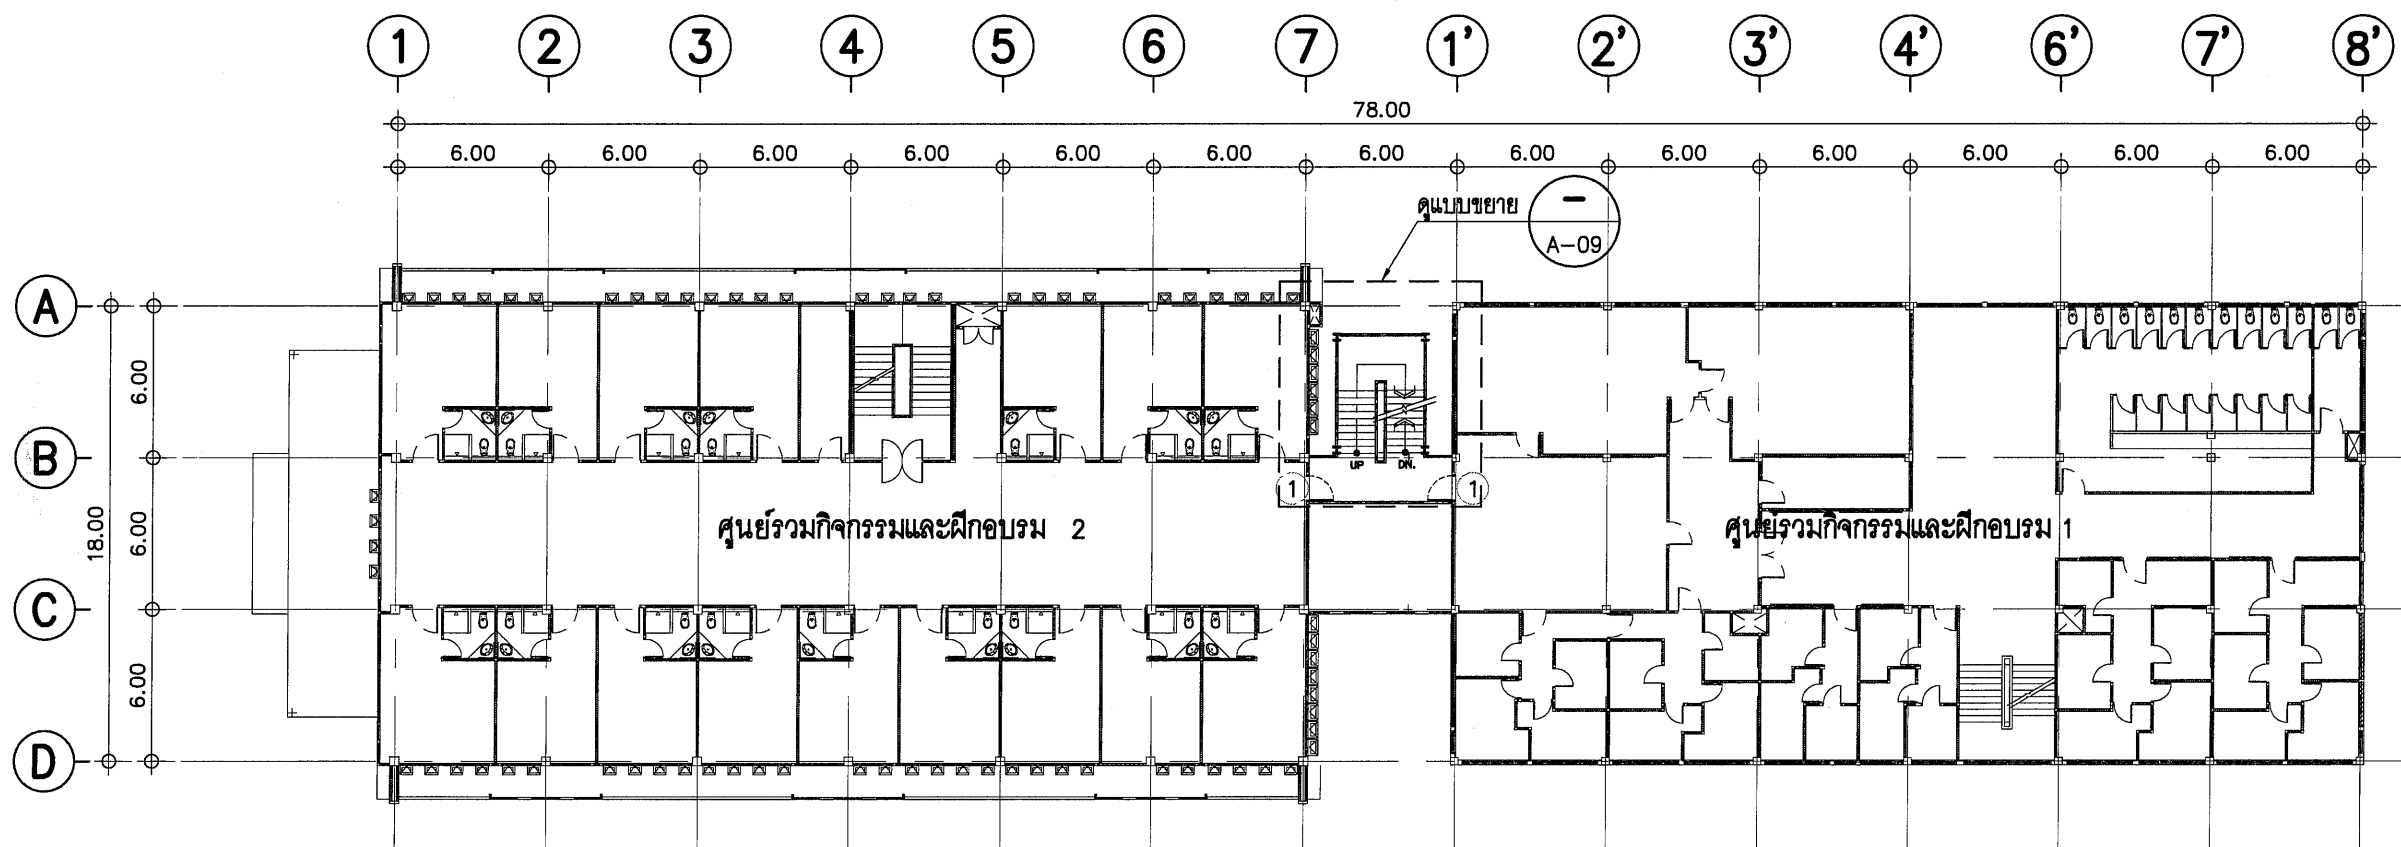 1 2 3 4 5 6 7 1' 2' 3' 4' 6' 7' 8'
78.00
6.00 6.00 6.00 6.00 6.00 6.00 6.00 6.00 6.00 6.00 6.00 6.00 6.00
ดูแบบขยาย
–
A-09
A
6.00
B
UP DN.
1 1
18.00
6.00
ศูนย์รวมกิจกรรมและฝึกอบรม 2
ศูนย์รวมกิจกรรมและฝึกอบรม 1
C
6.00
D